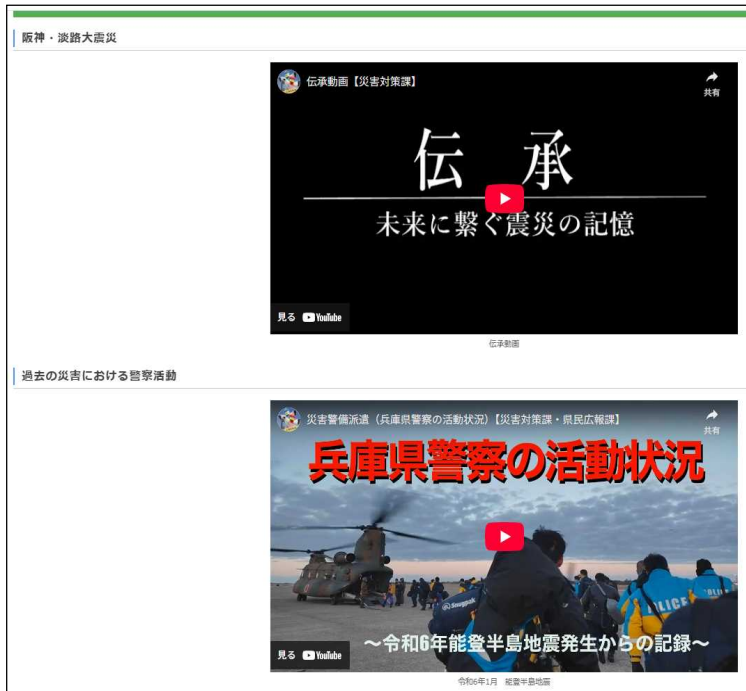 阪神・淡路大震災
伝承動画【災害対策課】
共有
伝 承
未来に繋ぐ震災の記憶
見る YouTube
伝承動画
過去の災害における警察活動
災害警備派遣（兵庫県警察の活動状況）【災害対策課・県民広報課】
共有
兵庫県警察の活動状況
Snugpak
POLICE
～令和6年能登半島地震発生からの記録～
見る YouTube
令和6年1月 能登半島地震